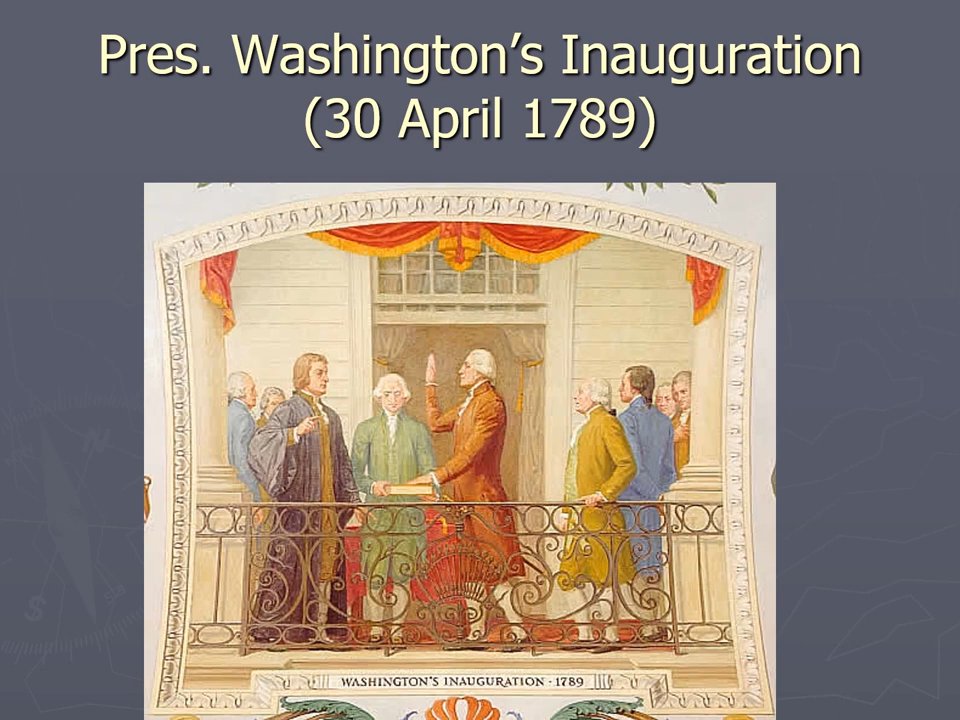 Pres. Washington’s Inauguration
(30 April 1789)
WASHINGTON'S INAUGURATION · 1789